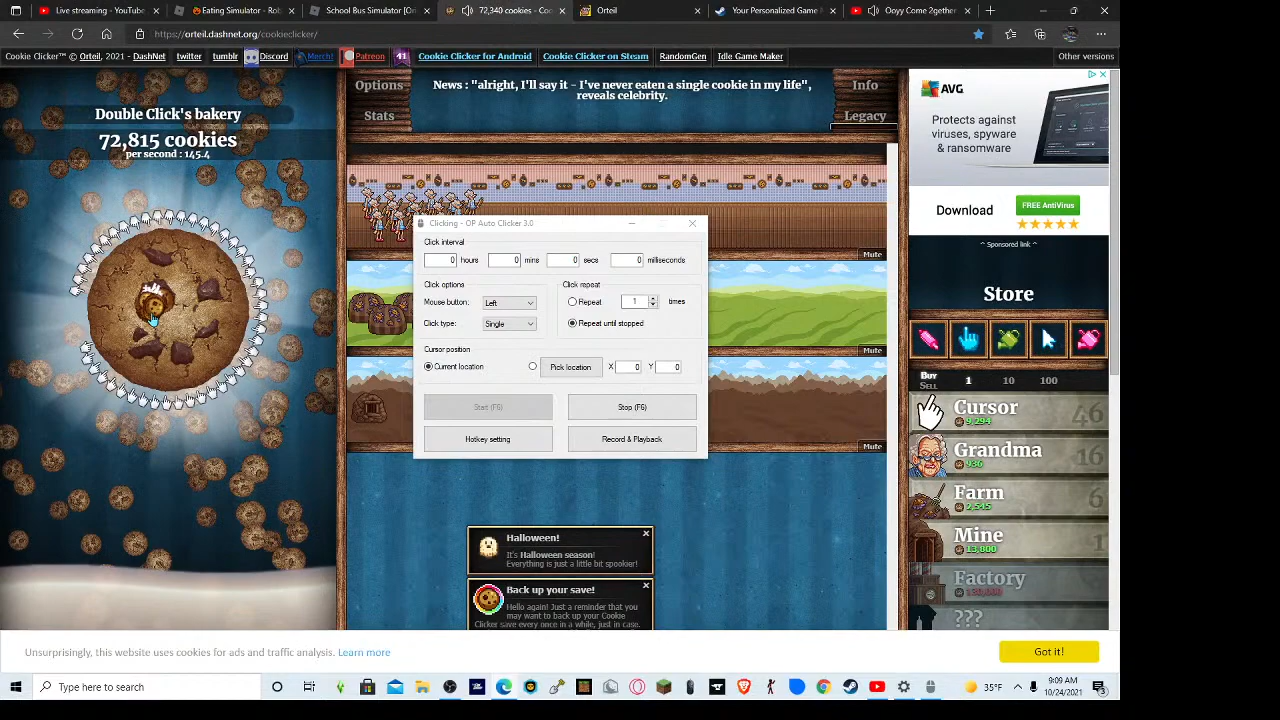 Live streaming - YouT
Eating Simulator - Rob
School Bus Simulator [Ori
72,340 cookies - Coo
Orteil
Your Personalized Game
Ooyy Come 2gether
https://orteil.dashnet.org/cookieclicker/
Cookie Clicker™ © Orteil, 2021 - DashNet
twitter
tumblr
Discord
Merch!
Patreon
Cookie Clicker for Android
Cookie Clicker on Steam
RandomGen
Idle Game Maker
Other versions
Double Click's bakery
72,815 cookies
per second : 145.4
Options
Stats
News : "alright, I'll say it - I've never eaten a single cookie in my life",
reveals celebrity.
Info
Legacy
Mute
Mute
Mute
Clicking - OP Auto Clicker 3.0
Click interval
0 hours 0 mins 0 secs 0 milliseconds
Click options
Mouse button: Left
Click type: Single
Click repeat
Repeat 1 times
Repeat until stopped
Cursor position
Current location
Pick location X 0 Y 0
Start (F6)
Stop (F6)
Hotkey setting
Record & Playback
Halloween!
It's Halloween season!
Everything is just a little bit spookier!
Back up your save!
Hello again! Just a reminder that you
may want to back up your Cookie
Clicker save every once in a while, just in case.
AVG
Protects against
viruses, spyware
& ransomware
Download
FREE AntiVirus
^ Sponsored link ^
Store
BUY
SELL
1 10 100
Cursor 46
9,294
Grandma 16
936
Farm 6
2,545
Mine 1
13,800
Factory
130,000
???
Unsurprisingly, this website uses cookies for ads and traffic analysis. Learn more
Got it!
Type here to search
35°F
9:09 AM
10/24/2021